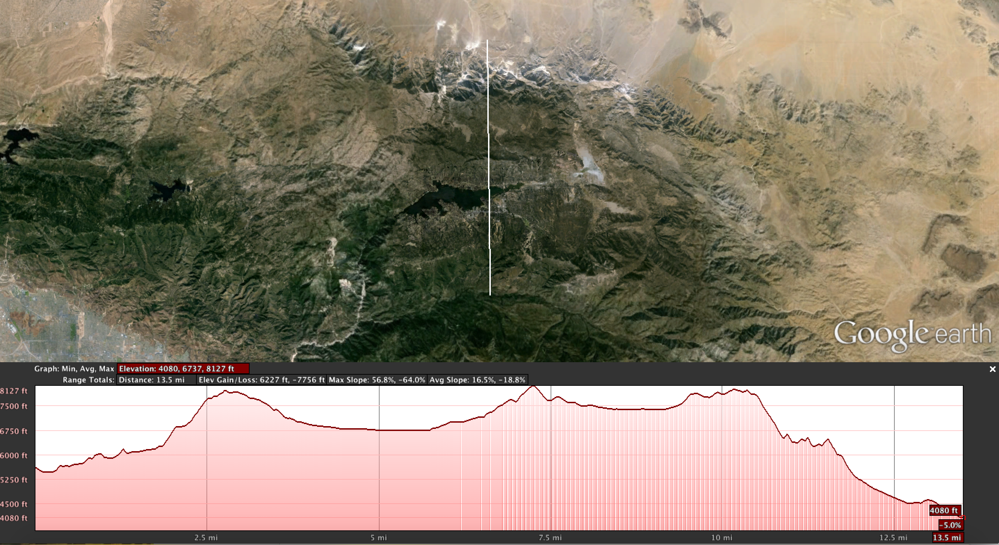 Google earth
Graph: Min, Avg, Max Elevation: 4080, 6737, 8127 ft
Range Totals: Distance: 13.5 mi Elev Gain/Loss: 6227 ft, -7756 ft Max Slope: 56.8%, -64.0% Avg Slope: 16.5%, -18.8%
8127 ft
7500 ft
6750 ft
6000 ft
5250 ft
4500 ft
4080 ft
4080 ft
-5.0%
2.5 mi 5 mi 7.5 mi 10 mi 12.5 mi 13.5 mi